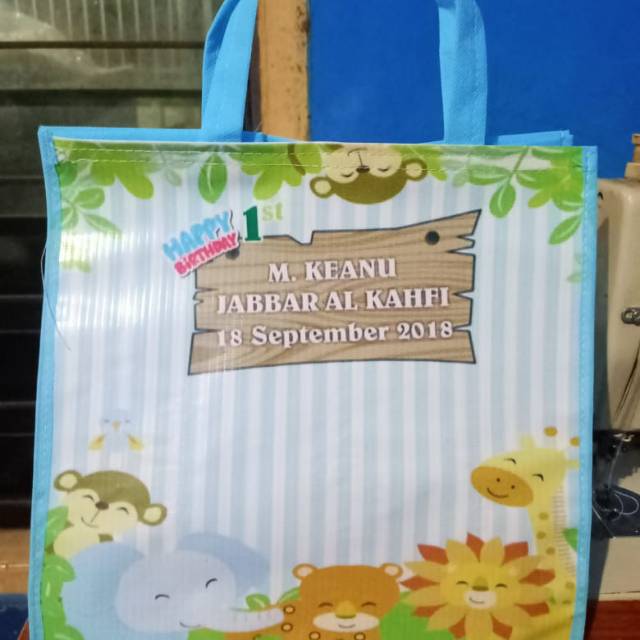 HAPPY 1st
BIRTHDAY
M. KEANU
JABBAR AL KAHFI
18 September 2018